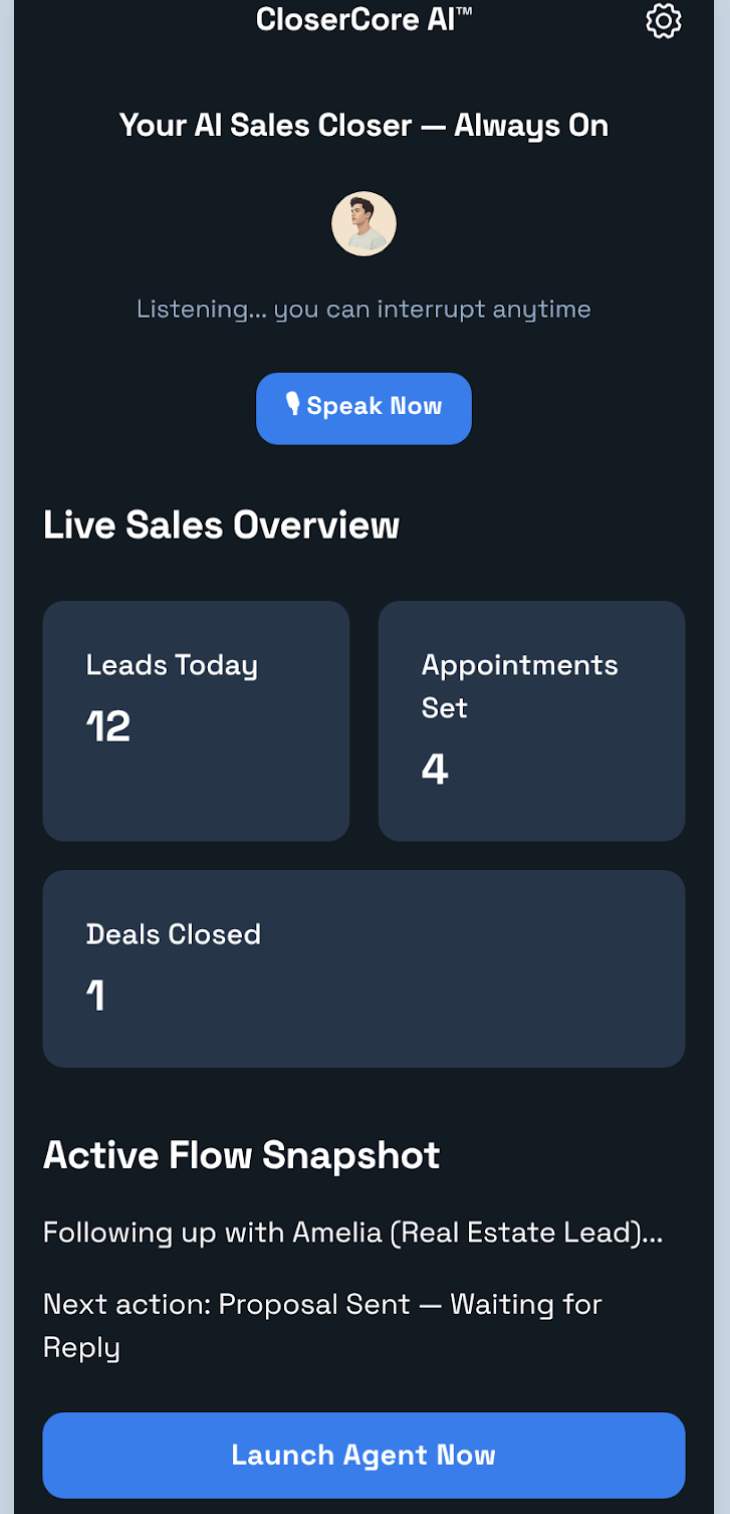 CloserCore AI™
Your AI Sales Closer — Always On
Listening... you can interrupt anytime
🎙 Speak Now
Live Sales Overview
Leads Today
12
Appointments
Set
4
Deals Closed
1
Active Flow Snapshot
Following up with Amelia (Real Estate Lead)...
Next action: Proposal Sent — Waiting for
Reply
Launch Agent Now